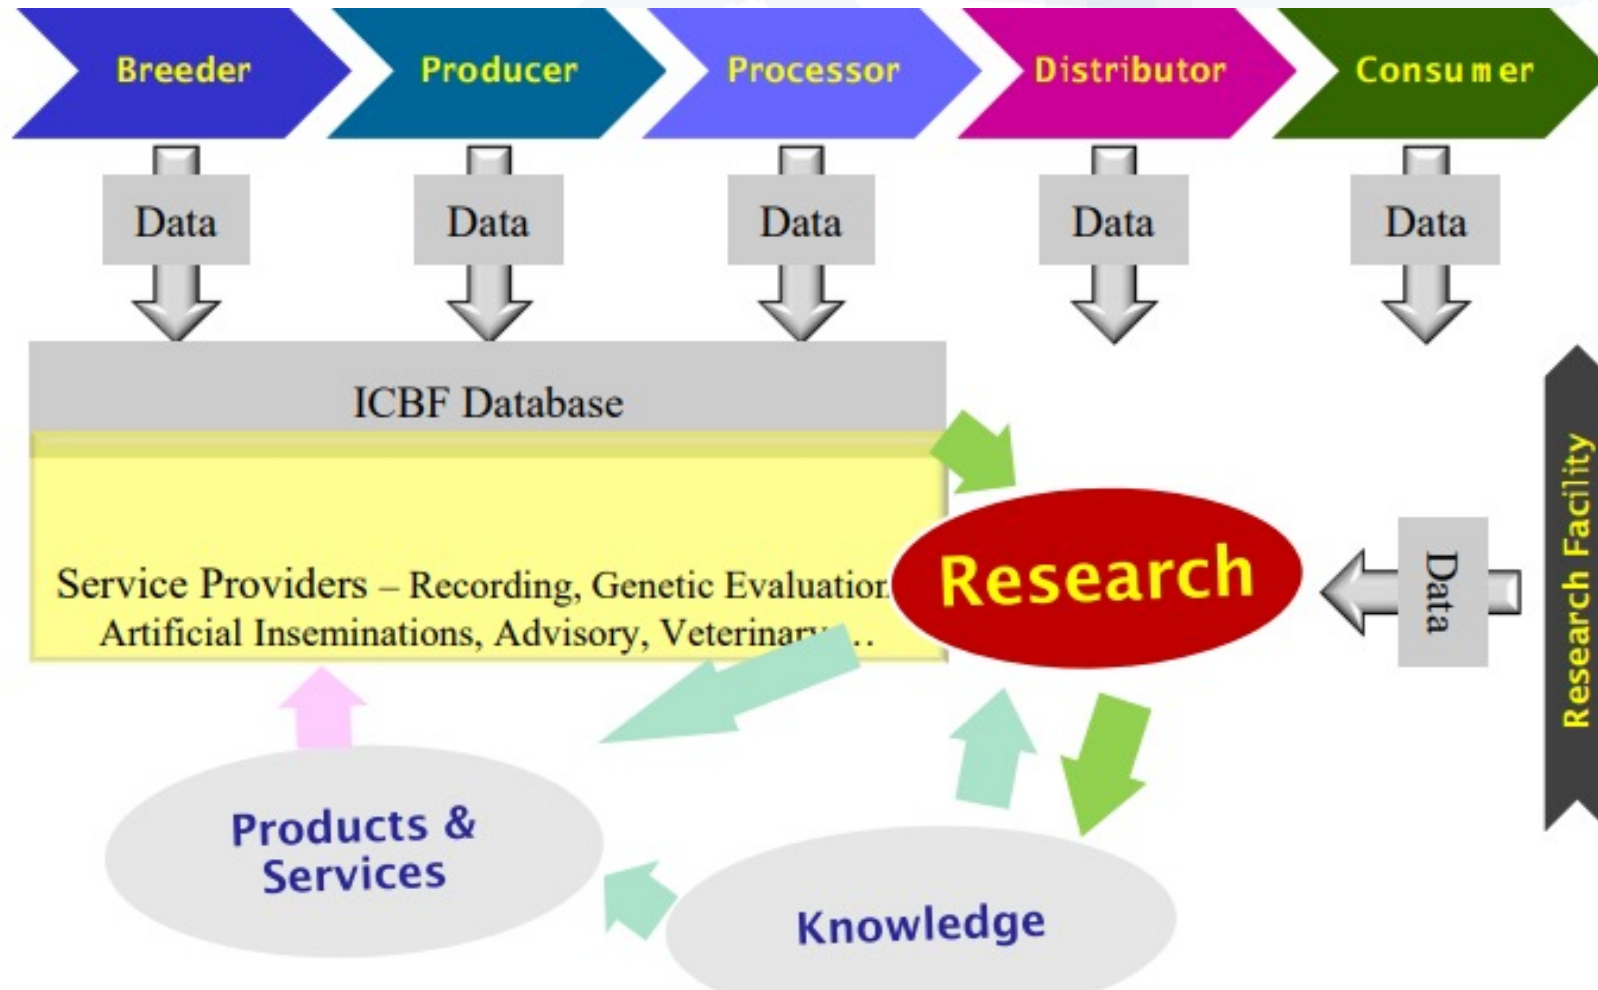 Breeder
Producer
Processor
Distributor
Consumer
Data
Data
Data
Data
Data
ICBF Database
Service Providers – Recording, Genetic Evaluation
Artificial Inseminations, Advisory, Veterinary…
Research
Data
Research Facility
Products &
Services
Knowledge